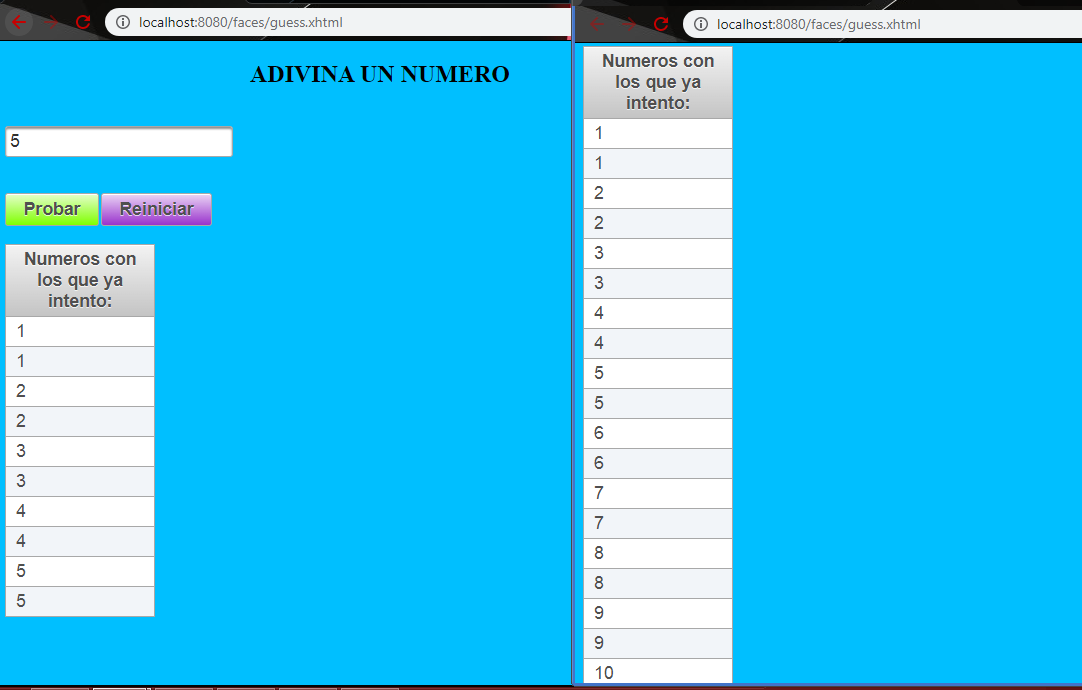 localhost:8080/faces/guess.xhtml
ADIVINA UN NUMERO
5
Probar
Reiniciar
Numeros con
los que ya
intento:
1
1
2
2
3
3
4
4
5
5
localhost:8080/faces/guess.xhtml
Numeros con
los que ya
intento:
1
1
2
2
3
3
4
4
5
5
6
6
7
7
8
8
9
9
10